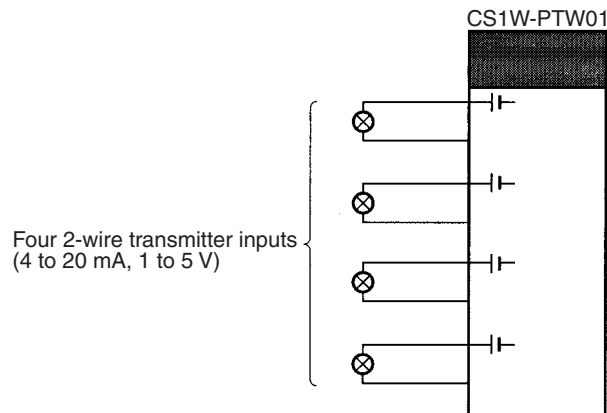 CS1W-PTW01
Four 2-wire transmitter inputs
(4 to 20 mA, 1 to 5 V)